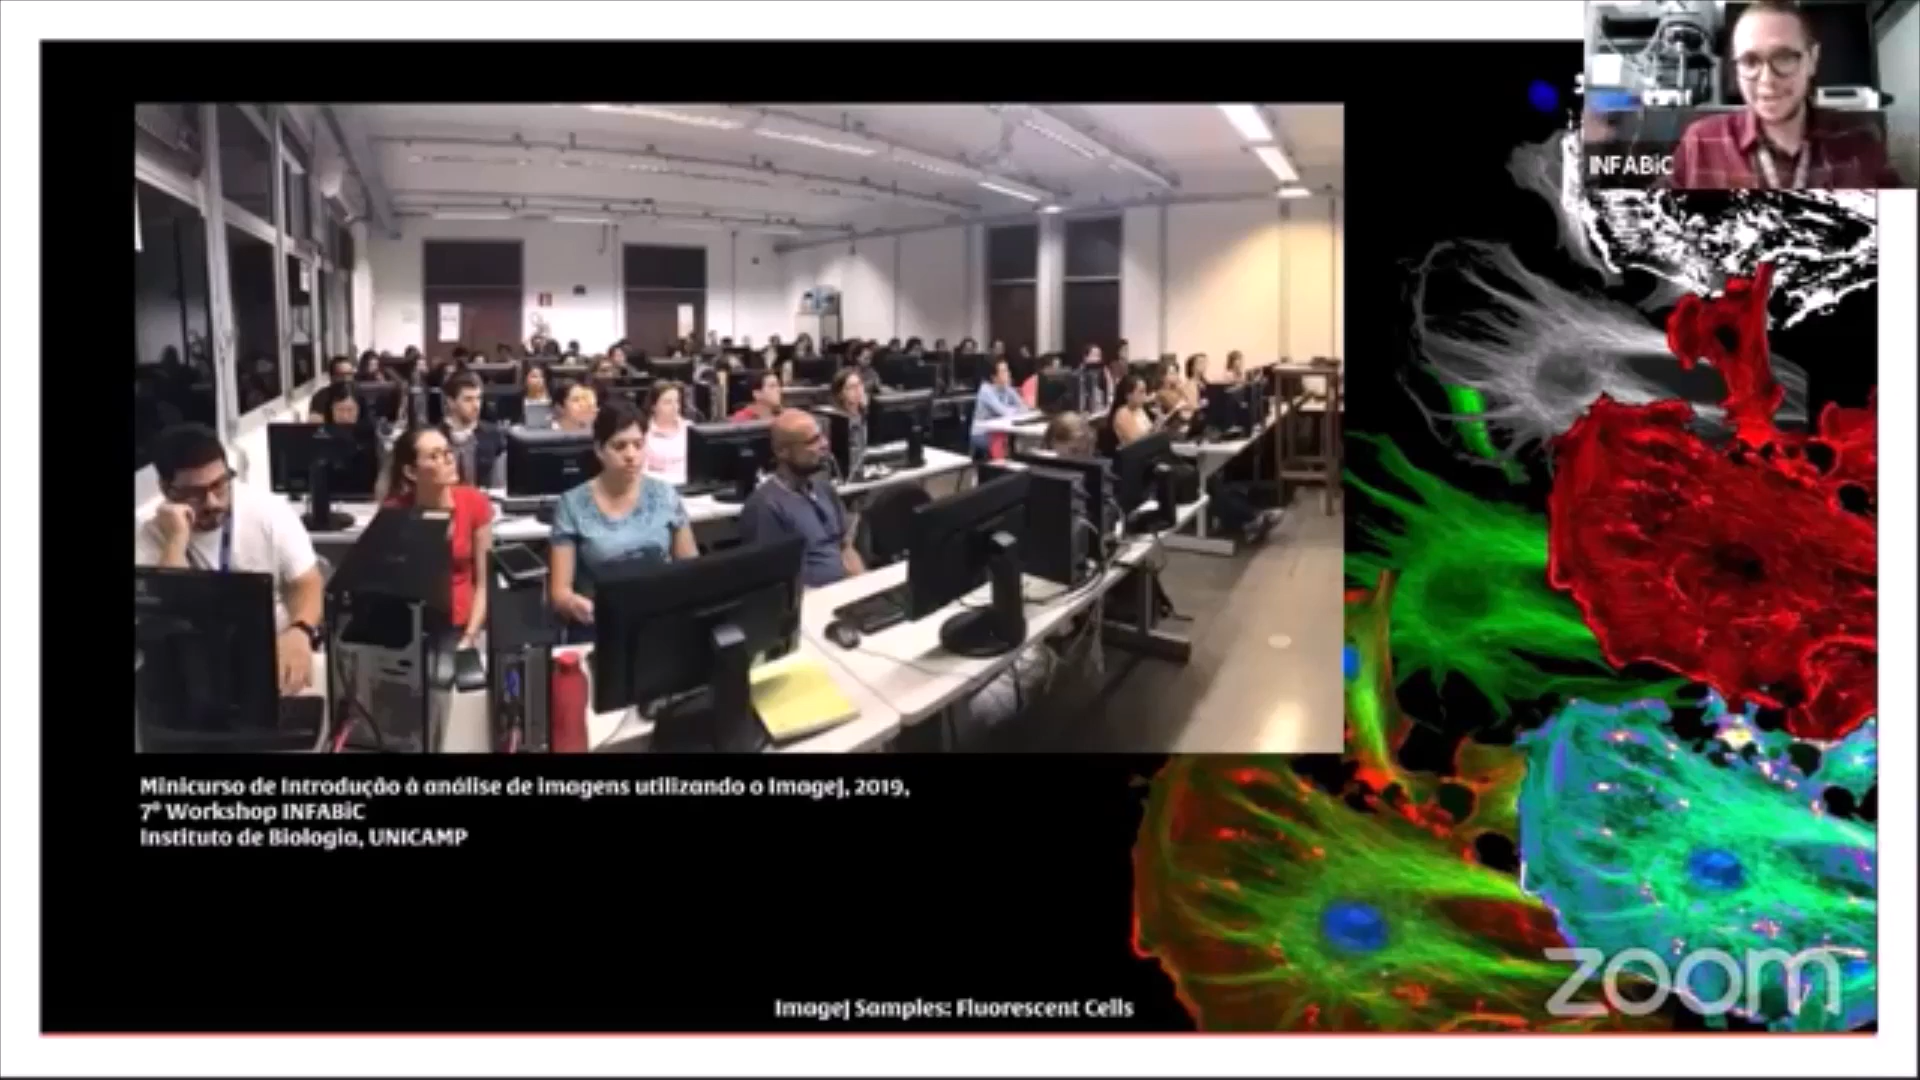 INFABiC
Minicurso de Introdução à análise de imagens utilizando o ImageJ, 2019,
7º Workshop INFABiC
Instituto de Biologia, UNICAMP
ImageJ Samples: Fluorescent Cells
zoom